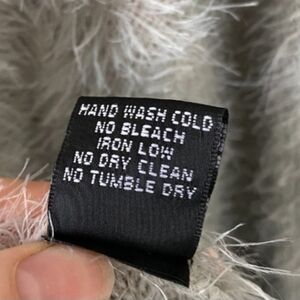 HAND WASH COLD
NO BLEACH
IRON LOW
NO DRY CLEAN
NO TUMBLE DRY